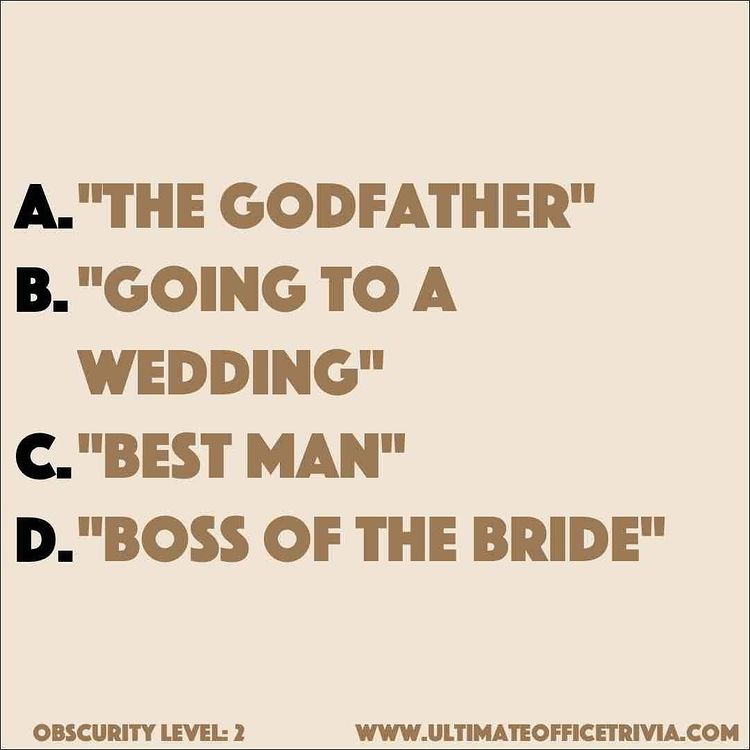 A. "THE GODFATHER"
B. "GOING TO A
WEDDING"
C. "BEST MAN"
D. "BOSS OF THE BRIDE"
OBSCURITY LEVEL: 2 WWW.ULTIMATEOFFICETRIVIA.COM